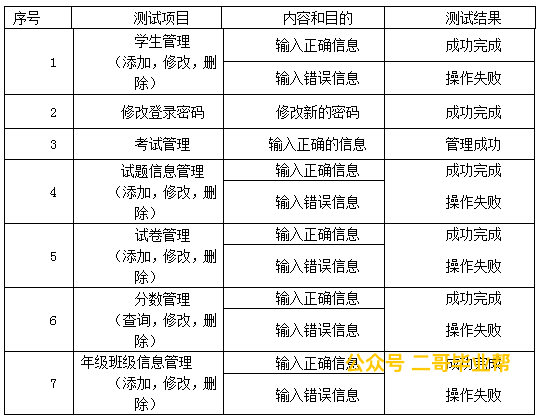 序号 测试项目 内容和目的 测试结果
1 学生管理（添加，修改，删除） 输入正确信息 成功完成
输入错误信息 操作失败
2 修改登录密码 修改新的密码 成功完成
3 考试管理 输入正确的信息 管理成功
4 试题信息管理（添加，修改，删除） 输入正确信息 成功完成
输入错误信息 操作失败
5 试卷管理（添加，修改，删除） 输入正确信息 成功完成
输入错误信息 操作失败
6 分数管理（查询，修改，删除） 输入正确信息 成功完成
输入错误信息 操作失败
7 年级班级信息管理（添加，修改，删除） 输入正确信息 成功完成
输入错误信息 操作失败
公众号 二哥毕业帮